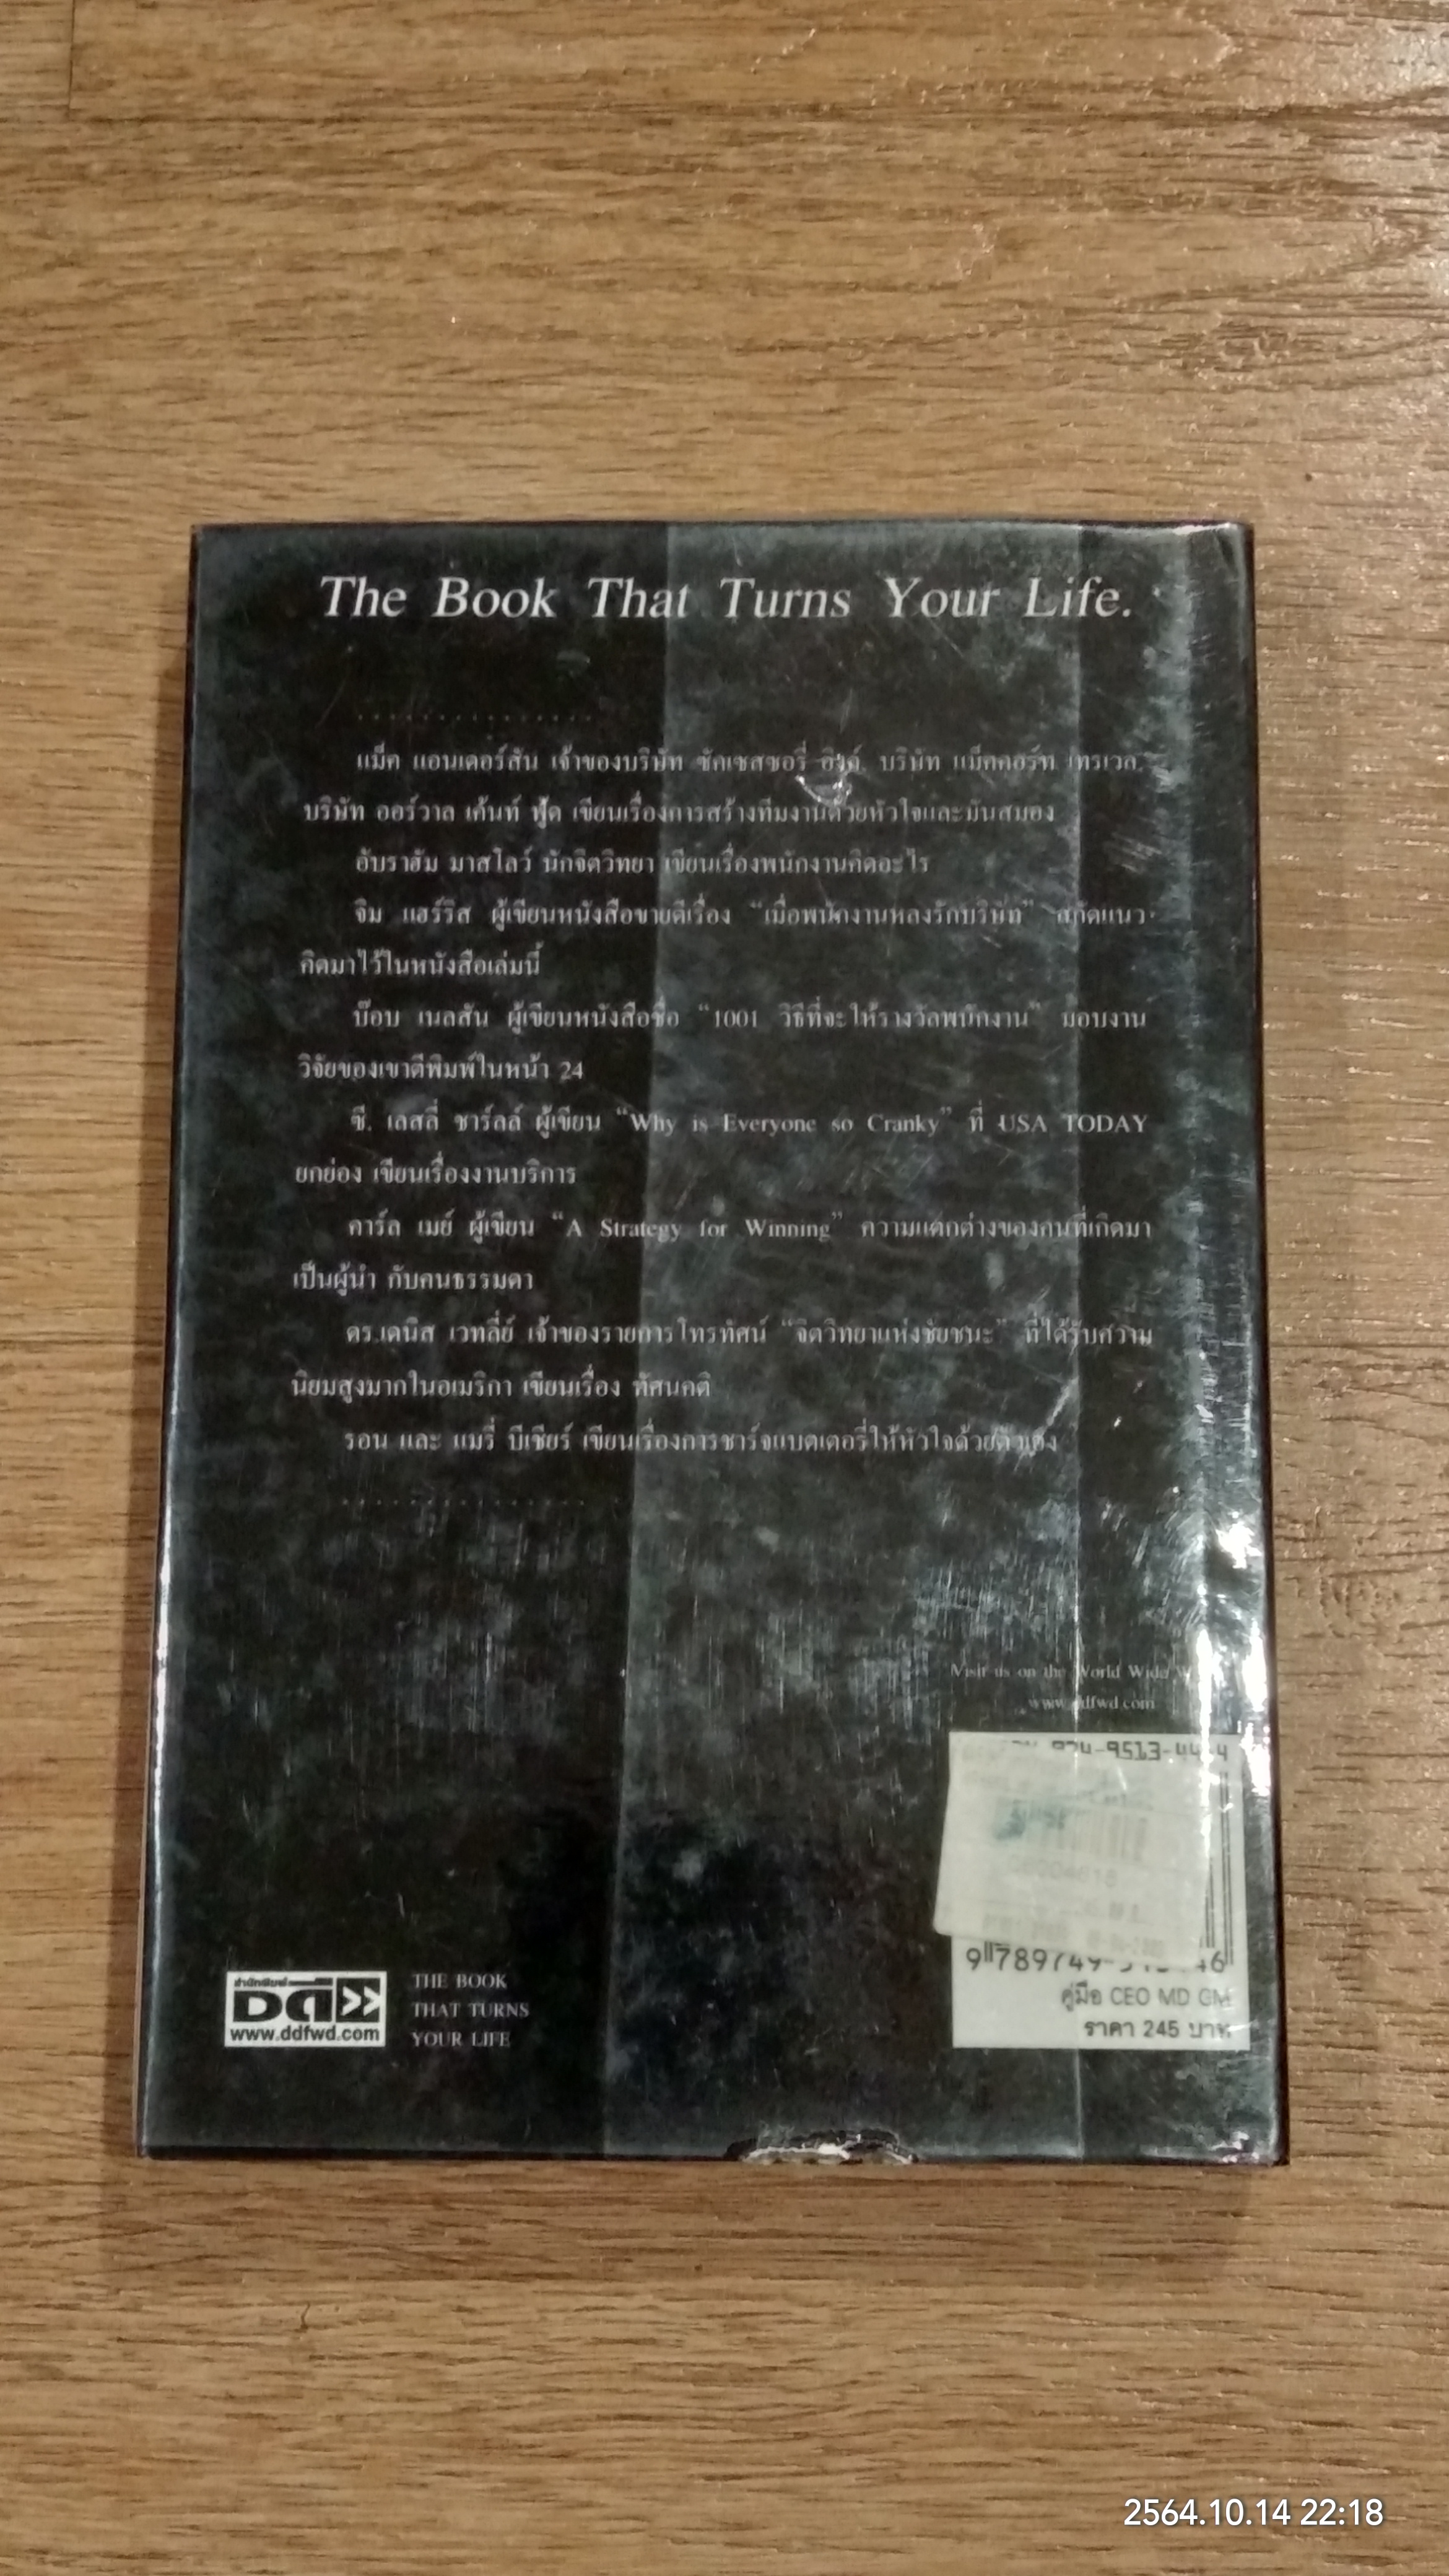 The Book That Turns Your Life.
แม็ค แอนเดอร์สัน เจ้าของบริษัท ซัคเซสซอรี่ อิงค์. บริษัท แม็คคอร์ท เทรเวล,
บริษัท ออร์วาล เค้นท์ ฟู้ด เขียนเรื่องการสร้างทีมงานด้วยหัวใจและมันสมอง
อับราฮัม มาสโลว์ นักจิตวิทยา เขียนเรื่องพนักงานคิดอะไร
จิม แฮร์ริส ผู้เขียนหนังสือขายดีเรื่อง “เมื่อพนักงานหลงรักบริษัท” สกัดแนว
คิดมาไว้ในหนังสือเล่มนี้
บ๊อบ เนลสัน ผู้เขียนหนังสือชื่อ “1001 วิธีที่จะให้รางวัลพนักงาน” มอบงาน
วิจัยของเขาตีพิมพ์ในหน้า 24
ซี. เลสลี่ ชาร์ลล์ ผู้เขียน “Why is Everyone so Cranky” ที่ USA TODAY
ยกย่อง เขียนเรื่องงานบริการ
คาร์ล เมย์ ผู้เขียน “A Strategy for Winning” ความแตกต่างของคนที่เกิดมา
เป็นผู้นำ กับคนธรรมดา
ดร.เดนิส เวทลี่ย์ เจ้าของรายการโทรทัศน์ “จิตวิทยาแห่งชัยชนะ” ที่ได้รับความ
นิยมสูงมากในอเมริกา เขียนเรื่อง ทัศนคติ
รอน และ แมรี่ บีเชียร์ เขียนเรื่องการชาร์จแบตเตอรี่ให้หัวใจด้วยตัวเอง
Visit us on the World Wide
www.ddfwd.com
974-9513-44-4
คู่มือ CEO MD GM
ราคา 245 บาท
สำนักพิมพ์
DD
www.ddfwd.com
THE BOOK
THAT TURNS
YOUR LIFE
2564.10.14 22:18